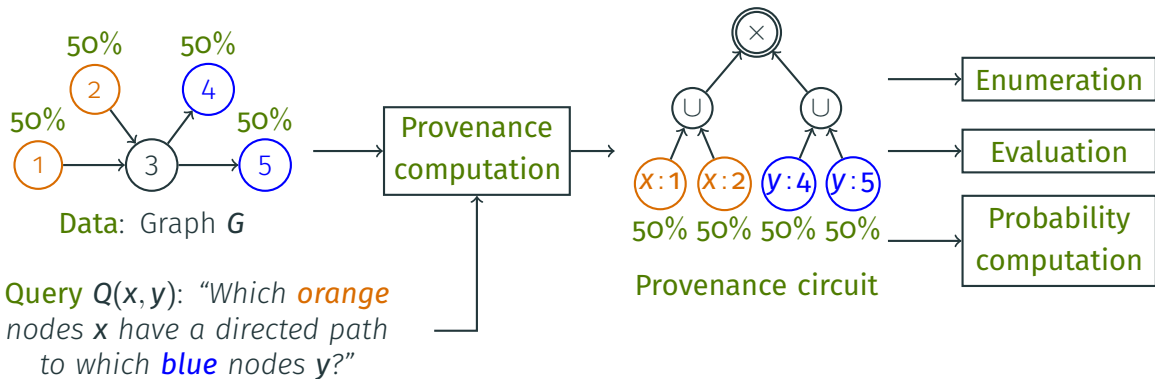 50% 50%
2 4
50% 50%
1 3 5
Data: Graph G
Query Q(x, y): “Which orange
nodes x have a directed path
to which blue nodes y?”
Provenance
computation
×
∪ ∪
x:1 x:2 y:4 y:5
50% 50% 50% 50%
Provenance circuit
Enumeration
Evaluation
Probability
computation